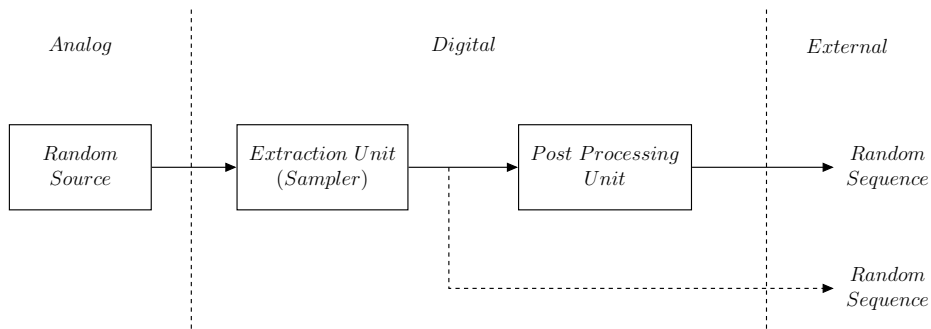 Analog
Digital
External
Random
Source
Extraction Unit
(Sampler)
Post Processing
Unit
Random
Sequence
Random
Sequence